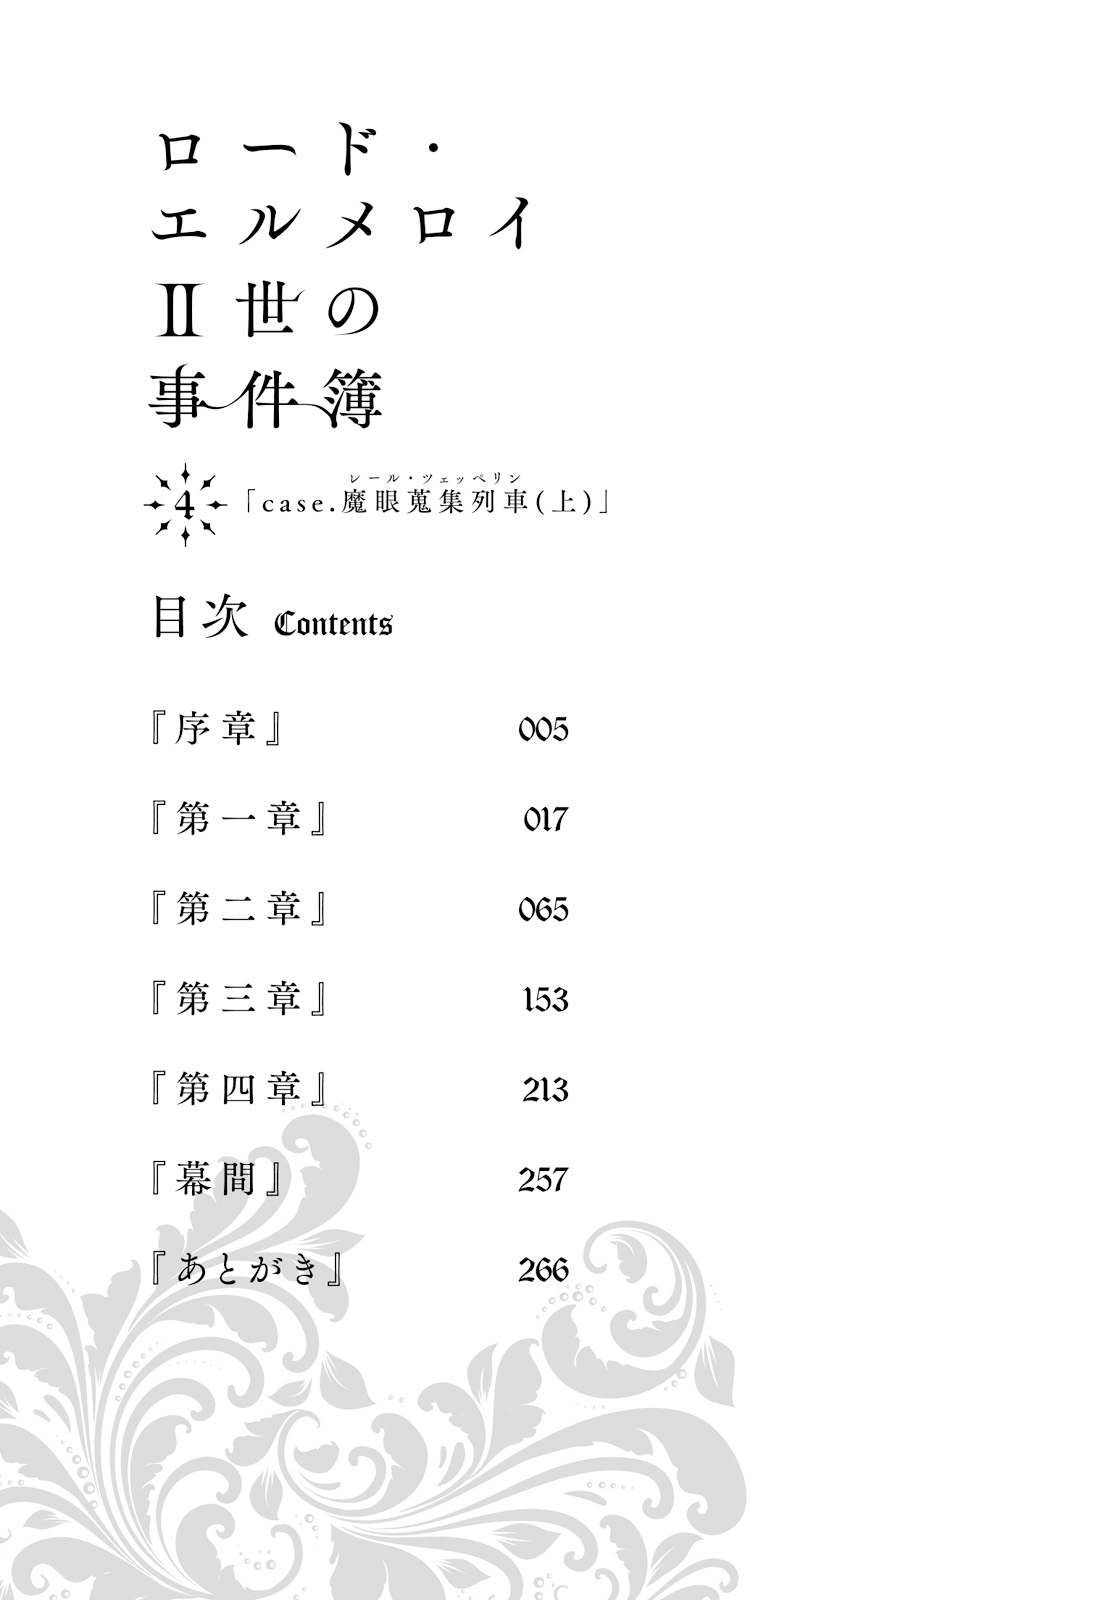 ロード・
エルメロイ
Ⅱ世の
事件簿
レール・ツェッペリン
4「case.魔眼蒐集列車(上)」
目次 Contents
『序章』 005
『第一章』 017
『第二章』 065
『第三章』 153
『第四章』 213
『幕間』 257
『あとがき』 266